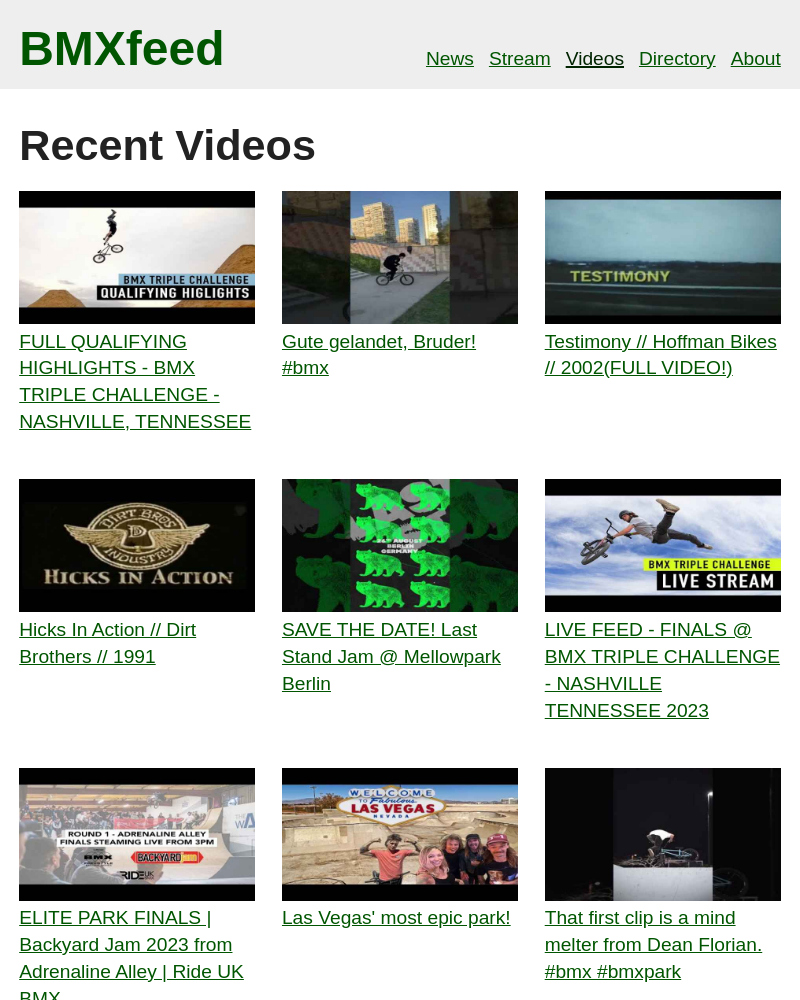 BMXfeed
News Stream Videos Directory About
Recent Videos
BMX TRIPLE CHALLENGE
QUALIFYING HIGLIGHTS
TESTIMONY
FULL QUALIFYING
HIGHLIGHTS - BMX
TRIPLE CHALLENGE -
NASHVILLE, TENNESSEE
Gute gelandet, Bruder!
#bmx
Testimony // Hoffman Bikes
// 2002(FULL VIDEO!)
DIRT BROS
D
INDUSTRY
HICKS IN ACTION
26TH AUGUST
BERLIN
GERMANY
BMX TRIPLE CHALLENGE
LIVE STREAM
Hicks In Action // Dirt
Brothers // 1991
SAVE THE DATE! Last
Stand Jam @ Mellowpark
Berlin
LIVE FEED - FINALS @
BMX TRIPLE CHALLENGE
- NASHVILLE
TENNESSEE 2023
ROUND 1 - ADRENALINE ALLEY
FINALS STEAMING LIVE FROM 3PM
BMX
BACKYARD
RIDEUK
WELCOME
TO Fabulous
LAS VEGAS
NEVADA
ELITE PARK FINALS |
Backyard Jam 2023 from
Adrenaline Alley | Ride UK
BMX
Las Vegas' most epic park!
That first clip is a mind
melter from Dean Florian.
#bmx #bmxpark